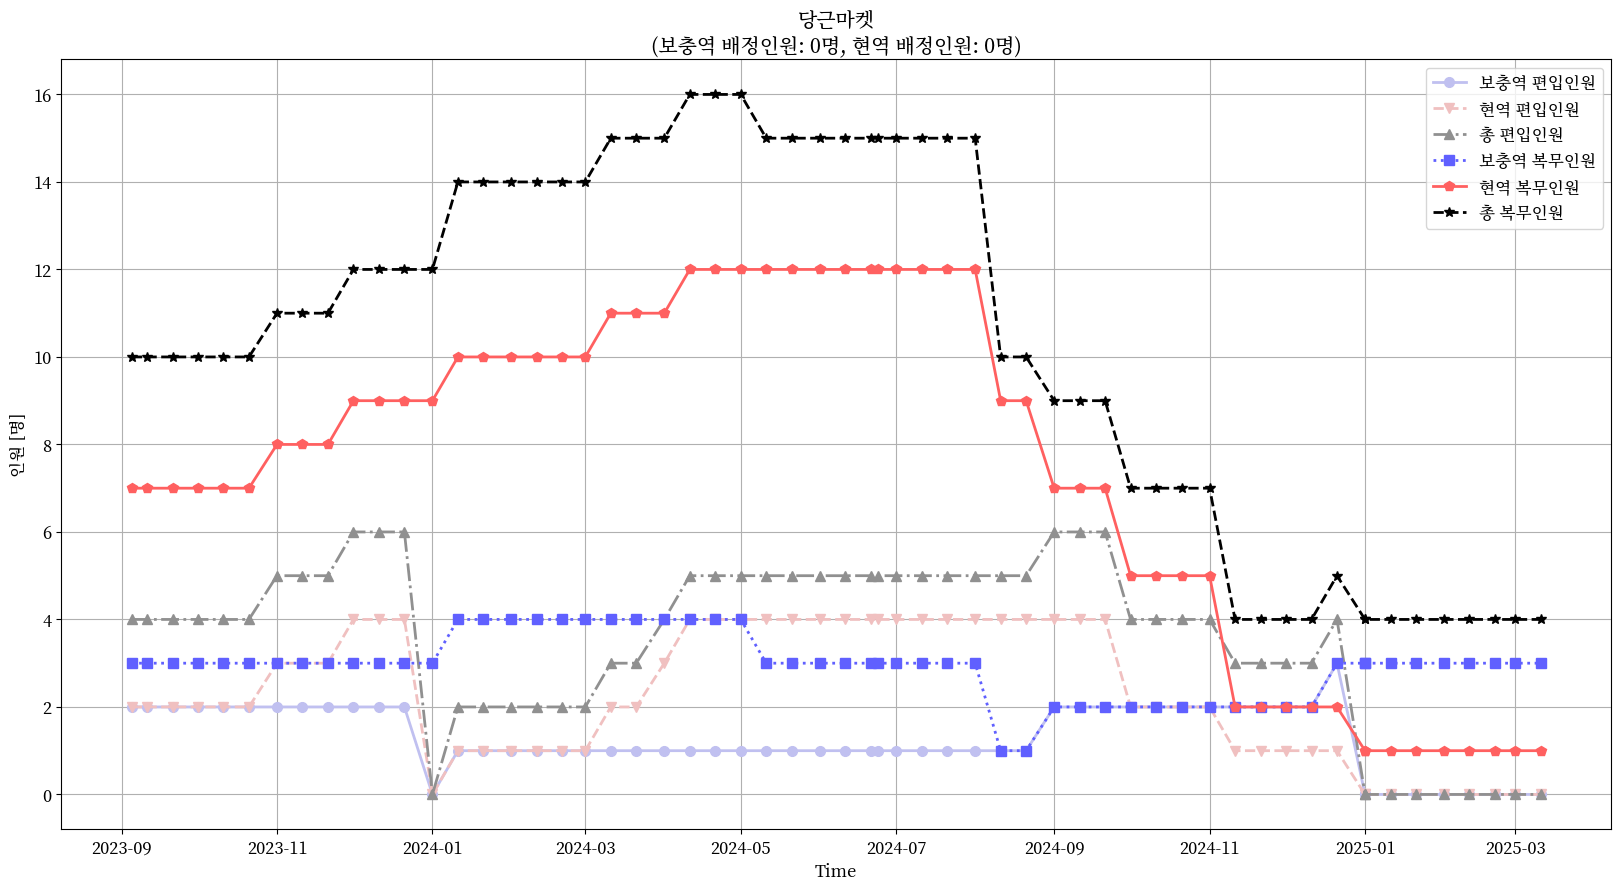 당근마켓
(보충역 배정인원: 0명, 현역 배정인원: 0명)
보충역 편입인원
현역 편입인원
총 편입인원
보충역 복무인원
현역 복무인원
총 복무인원
인원 [명]
16
14
12
10
8
6
4
2
0
2023-09
2023-11
2024-01
2024-03
2024-05
2024-07
2024-09
2024-11
2025-01
2025-03
Time